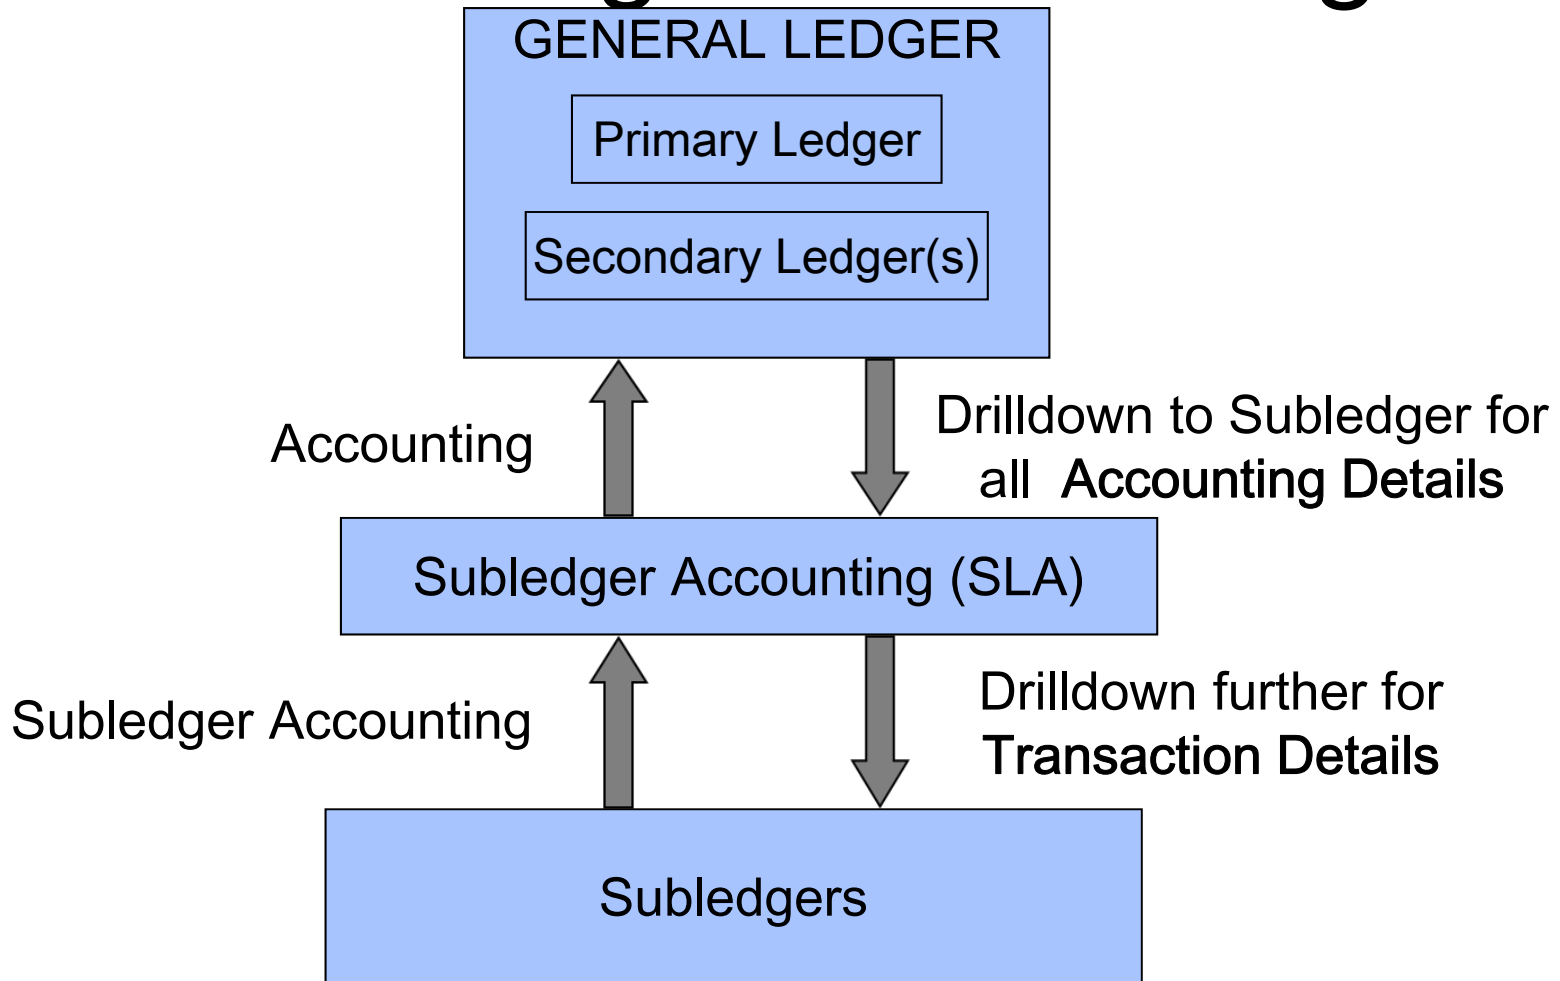 GENERAL LEDGER
Primary Ledger
Secondary Ledger(s)
Accounting
Drilldown to Subledger for
all Accounting Details
Subledger Accounting (SLA)
Subledger Accounting
Drilldown further for
Transaction Details
Subledgers